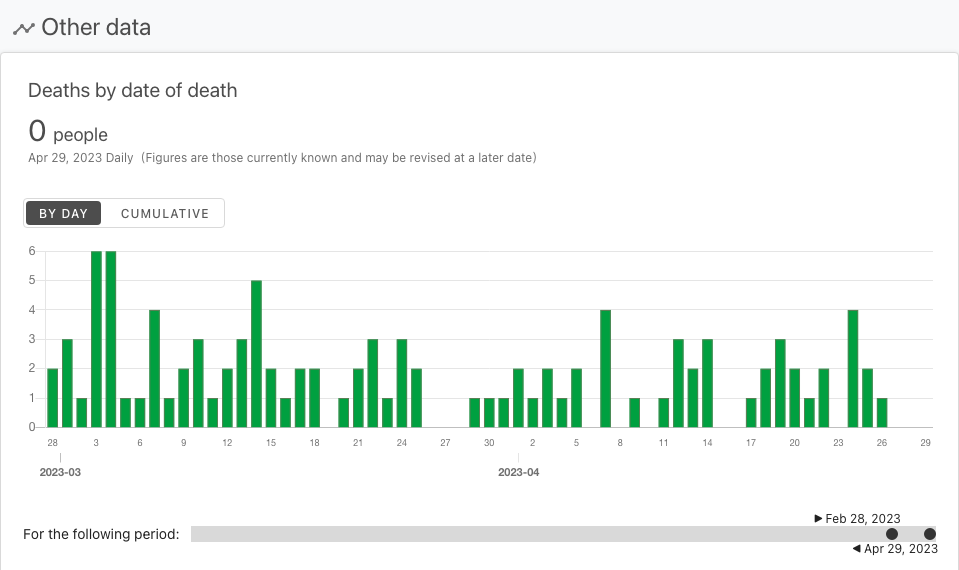 Other data
Deaths by date of death
0 people
Apr 29, 2023 Daily (Figures are those currently known and may be revised at a later date)
BY DAY CUMULATIVE
6
5
4
3
2
1
0
28 3 6 9 12 15 18 21 24 27 30 2 5 8 11 14 17 20 23 26 29
2023-03 2023-04
Feb 28, 2023
For the following period:
Apr 29, 2023